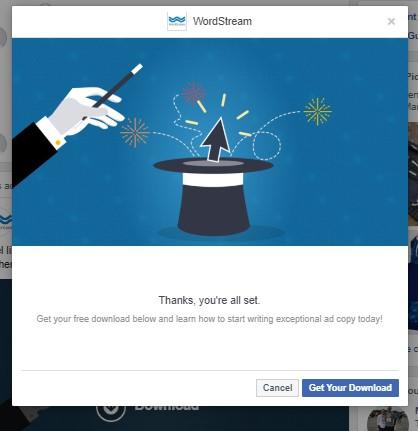 WordStream
Thanks, you're all set.
Get your free download below and learn how to start writing exceptional ad copy today!
Cancel
Get Your Download
Download